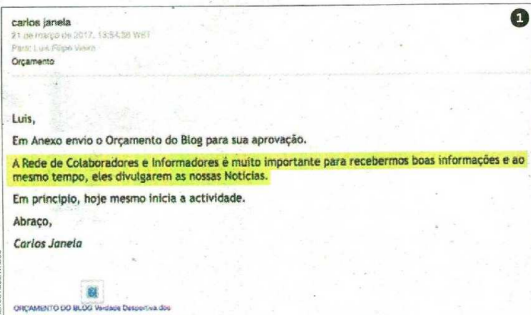 carlos janela
21 de março de 2017, 13:54:38 WEST
Para: Luis Filipe Vieira
Orçamento
1
Luis,
Em Anexo envio o Orçamento do Blog para sua aprovação.
A Rede de Colaboradores e Informadores é muito importante para recebermos boas informações e ao
mesmo tempo, eles divulgarem as nossas Notícias.
Em princípio, hoje mesmo inicia a actividade.
Abraço,
Carlos Janela
ORÇAMENTO DO BLOG Verdade Desportiva.doc